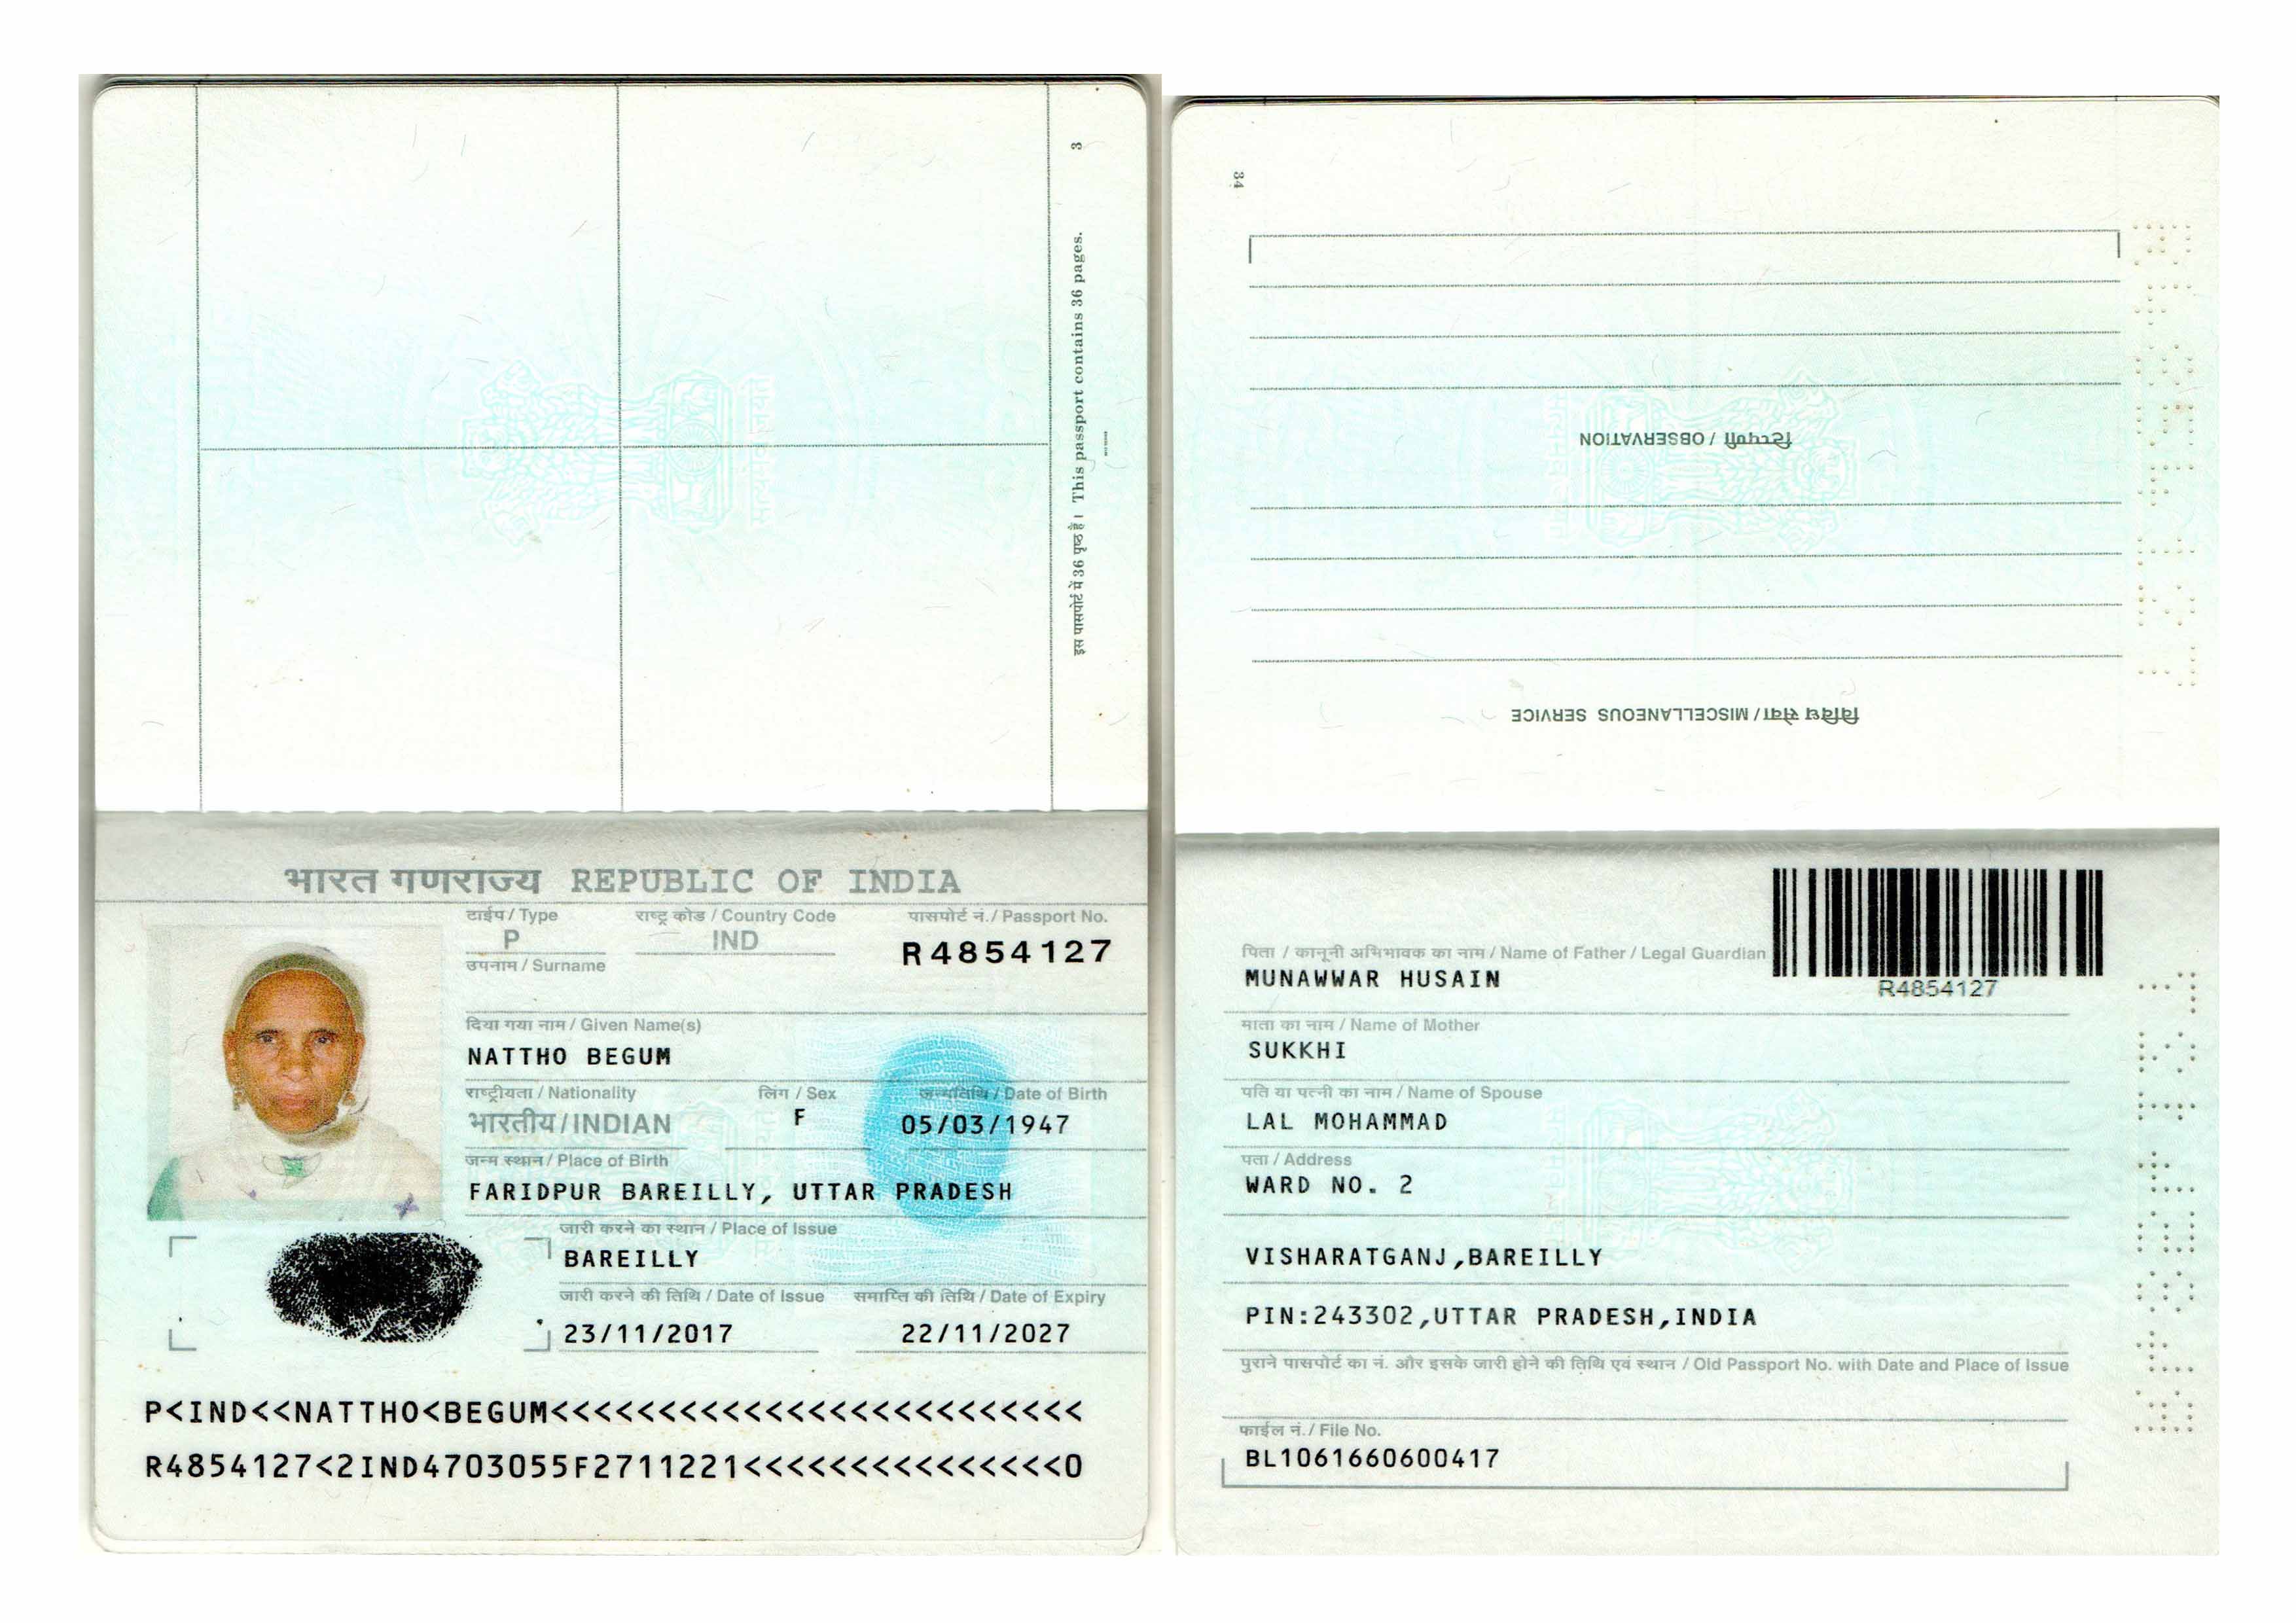 3
इस पासपोर्ट में 36 पृष्ठ हैं। This passport contains 36 pages.
भारत गणराज्य REPUBLIC OF INDIA
टाईप / Type
राष्ट्र कोड / Country Code
पासपोर्ट नं. / Passport No.
P
IND
R4854127
उपनाम / Surname
दिया गया नाम / Given Name(s)
NATTHO BEGUM
राष्ट्रीयता / Nationality
लिंग / Sex
जन्मतिथि / Date of Birth
भारतीय / INDIAN
F
05/03/1947
जन्म स्थान / Place of Birth
FARIDPUR BAREILLY, UTTAR PRADESH
जारी करने का स्थान / Place of Issue
BAREILLY
जारी करने की तिथि / Date of Issue
समाप्ति की तिथि / Date of Expiry
23/11/2017
22/11/2027
P<IND<<NATTHO<BEGUM<<<<<<<<<<<<<<<<<<<<<<<<<
R4854127<2IND4703055F2711221<<<<<<<<<<<<<<<0
34
टिप्पणी / OBSERVATION
विविध सेवा / MISCELLANEOUS SERVICE
R4854127
पिता / कानूनी अभिभावक का नाम / Name of Father / Legal Guardian
MUNAWWAR HUSAIN
माता का नाम / Name of Mother
SUKKHI
पति या पत्नी का नाम / Name of Spouse
LAL MOHAMMAD
पता / Address
WARD NO. 2
VISHARATGANJ,BAREILLY
PIN:243302,UTTAR PRADESH,INDIA
पुराने पासपोर्ट का नं. और इसके जारी होने की तिथि एवं स्थान / Old Passport No. with Date and Place of Issue
फाईल नं. / File No.
BL1061660600417